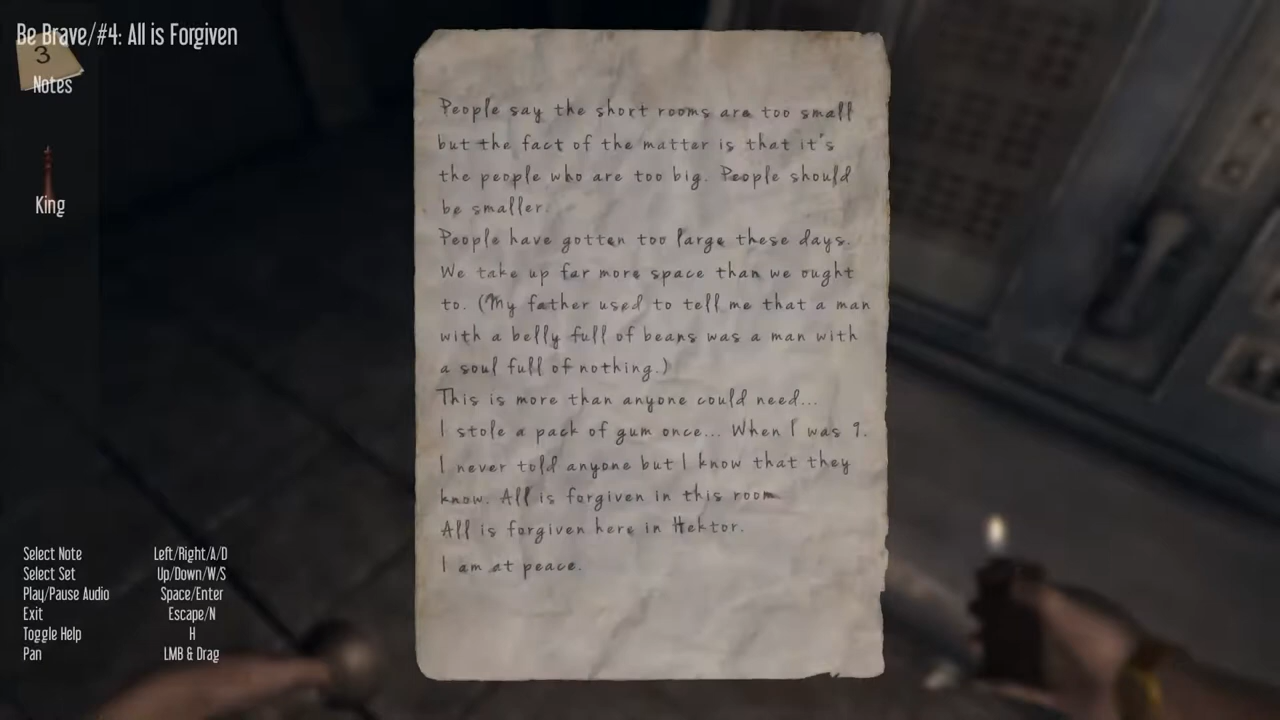 Be Brave/#4: All is Forgiven
3
Notes
King
People say the short rooms are too small
but the fact of the matter is that it's
the people who are too big. People should
be smaller.
People have gotten too large these days.
We take up far more space than we ought
to. (My father used to tell me that a man
with a belly full of beans was a man with
a soul full of nothing.)
This is more than anyone could need...
I stole a pack of gum once... When I was 9.
I never told anyone but I know that they
know. All is forgiven in this room
All is forgiven here in Hektor.
I am at peace.
Select Note Left/Right/A/D
Select Set Up/Down/W/S
Play/Pause Audio Space/Enter
Exit Escape/N
Toggle Help H
Pan LMB & Drag